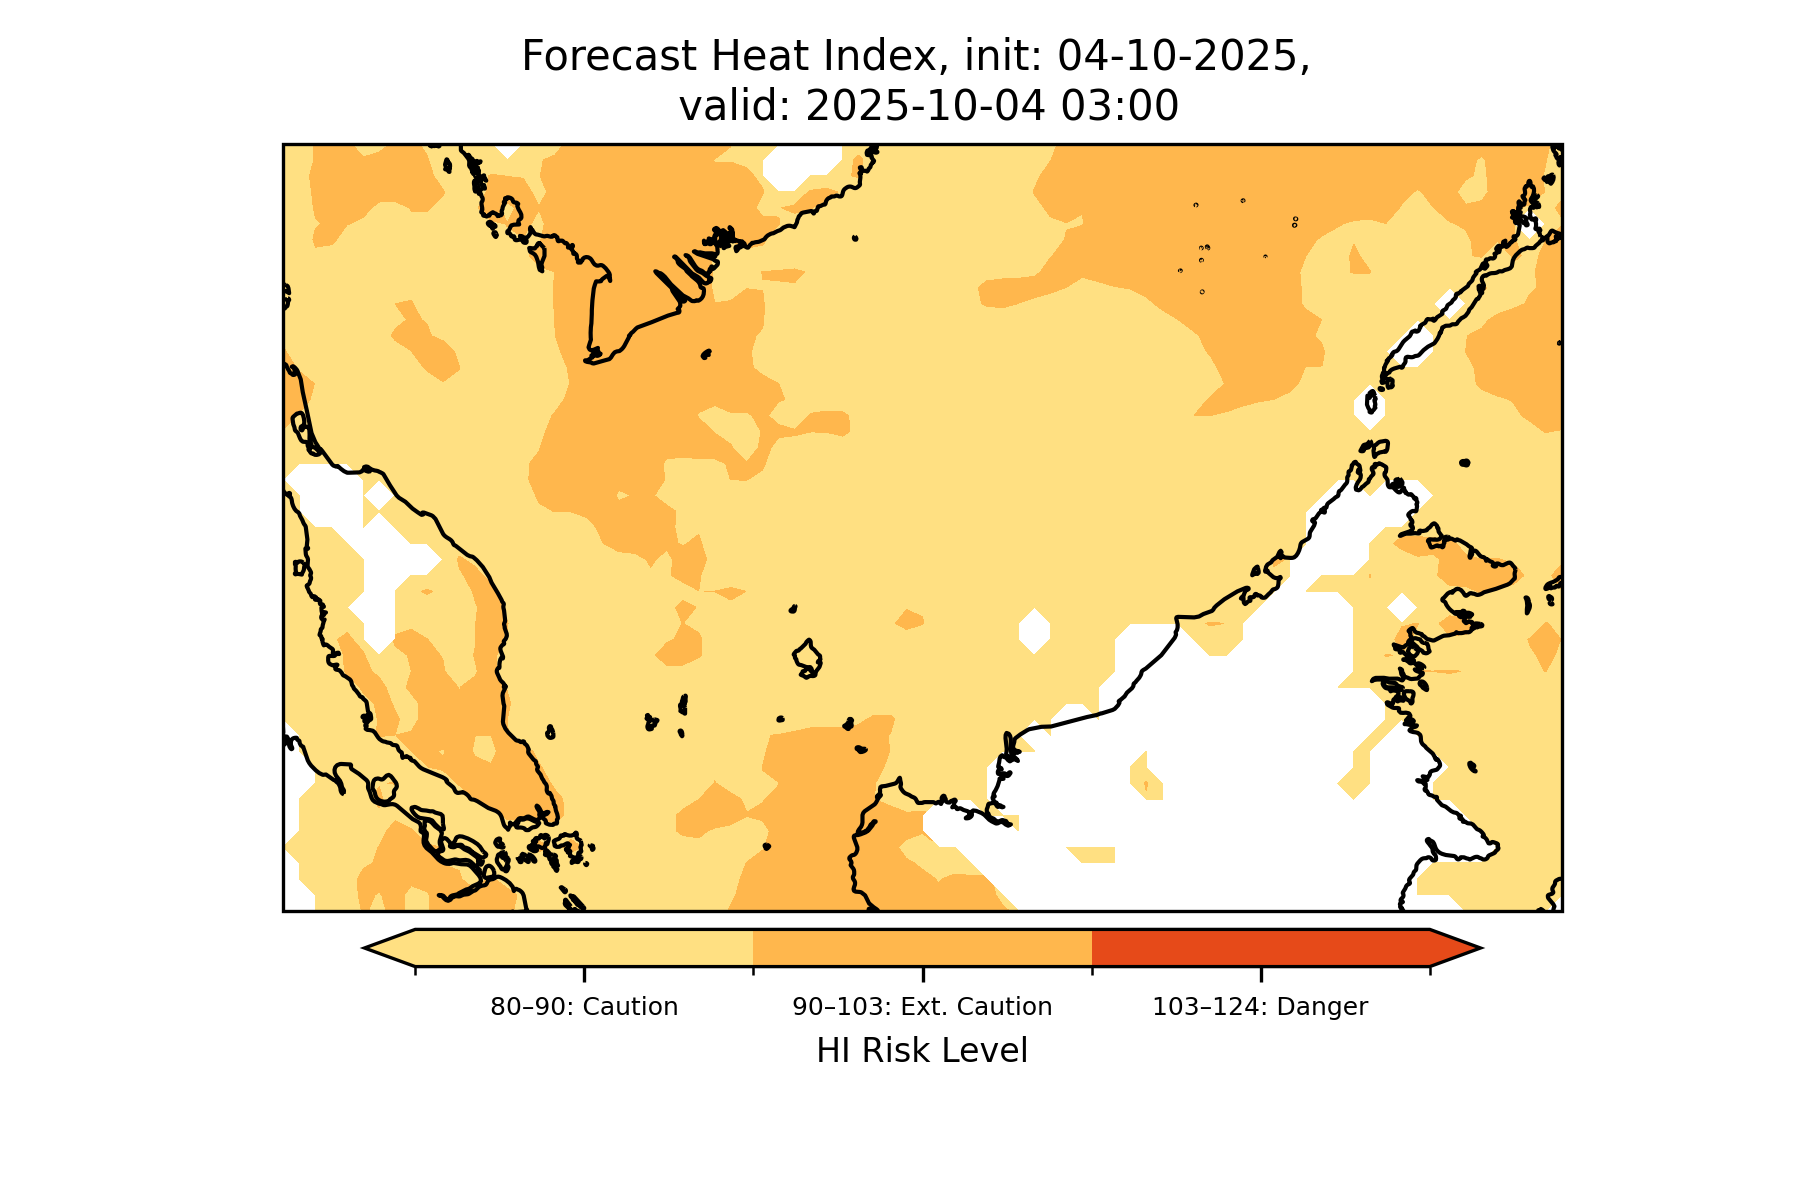 Forecast Heat Index, init: 04-10-2025,
valid: 2025-10-04 03:00
80–90: Caution
90–103: Ext. Caution
103–124: Danger
HI Risk Level